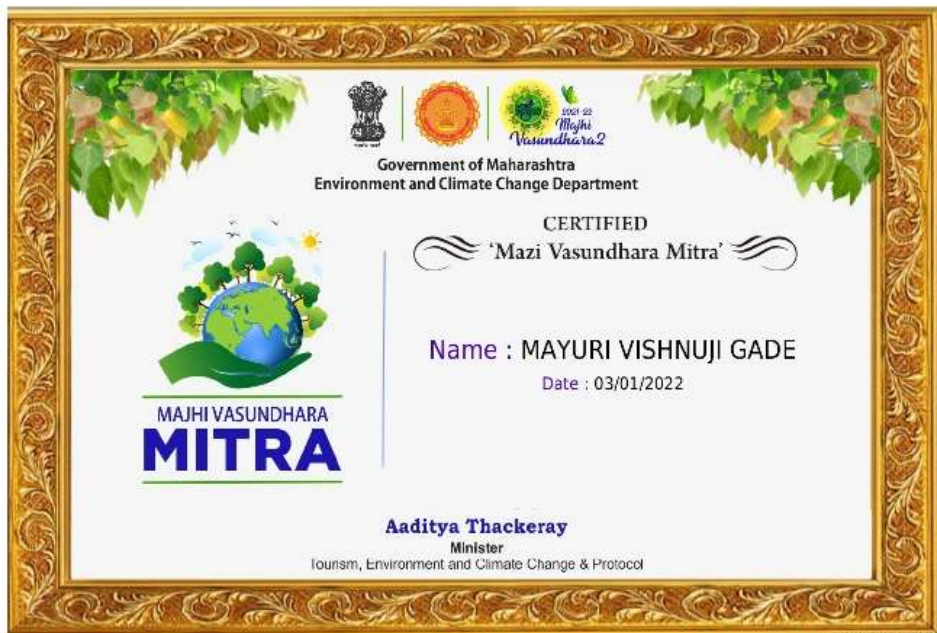 2021-22
Majhi
Vasundhara2
Government of Maharashtra
Environment and Climate Change Department
CERTIFIED
'Mazi Vasundhara Mitra'
Name : MAYURI VISHNUJI GADE
Date : 03/01/2022
MAJHI VASUNDHARA
MITRA
Aaditya Thackeray
Minister
Tourism, Environment and Climate Change & Protocol